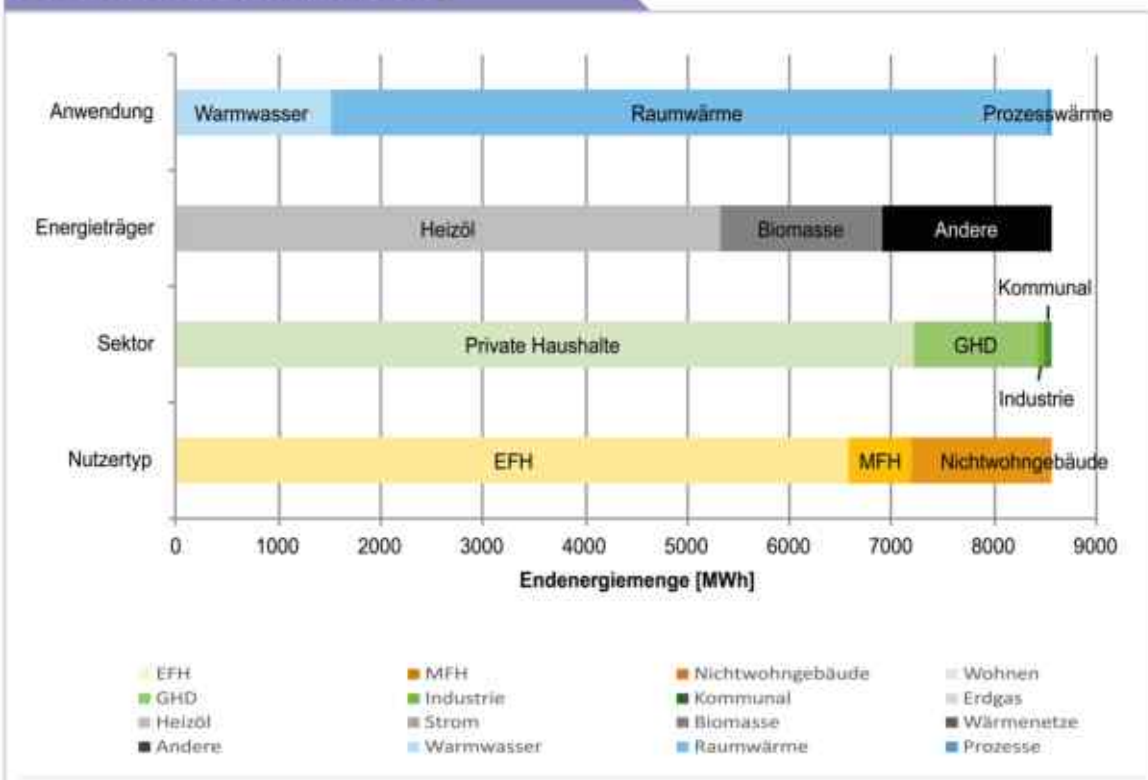 Anwendung Warmwasser Raumwärme Prozesswärme
Energieträger Heizöl Biomasse Andere
Kommunal
Sektor Private Haushalte GHD
Industrie
Nutzertyp EFH MFH Nichtwohngebäude
0 1000 2000 3000 4000 5000 6000 7000 8000 9000
Endenergiemenge [MWh]
EFH MFH Nichtwohngebäude Wohnen
GHD Industrie Kommunal Erdgas
Heizöl Strom Biomasse Wärmenetze
Andere Warmwasser Raumwärme Prozesse